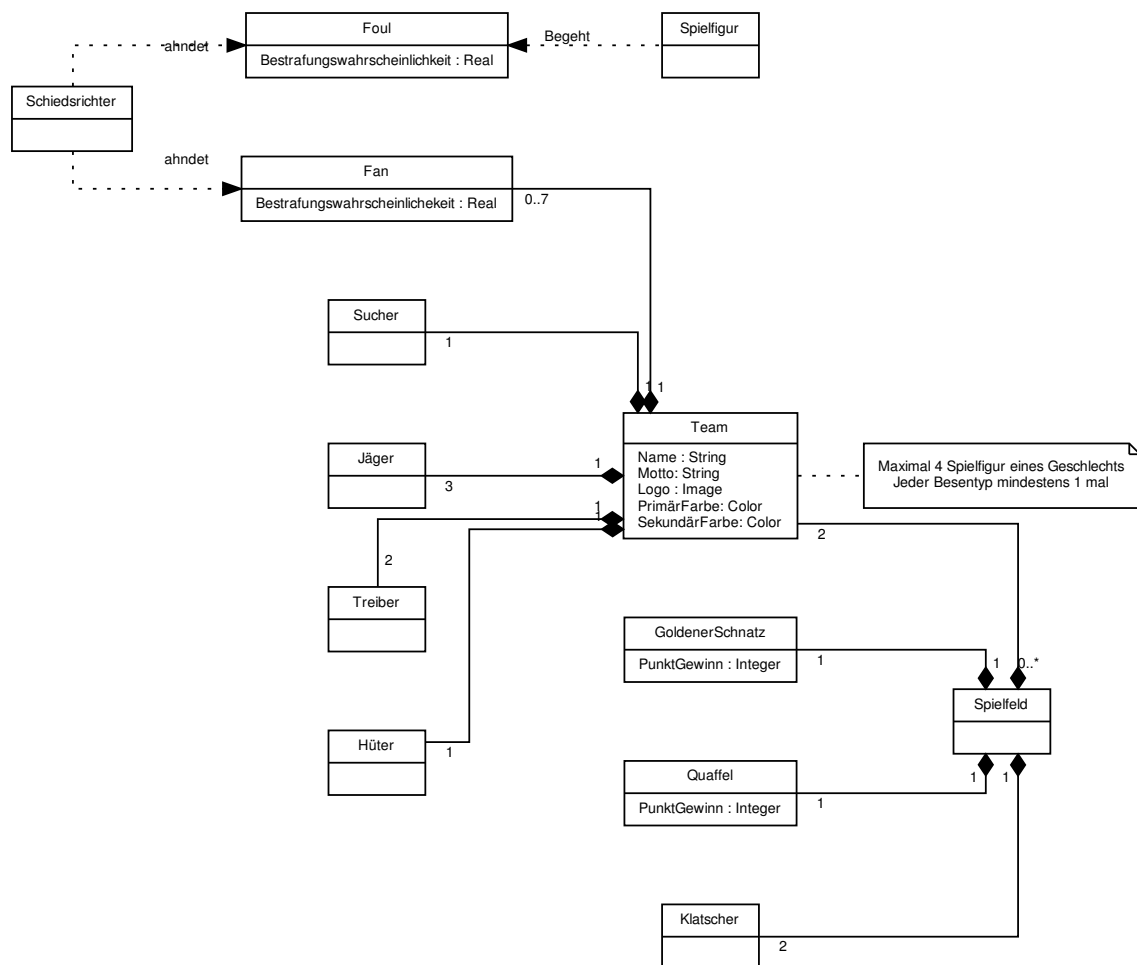 Foul
Bestrafungswahrscheinlichkeit : Real
Spielfigur
ahndet
Begeht
Schiedsrichter
ahndet
Fan
Bestrafungswahrscheinlichekeit : Real
0..7
Sucher
1
1
1
Team
Name : String
Motto: String
Logo : Image
PrimärFarbe: Color
SekundärFarbe: Color
Maximal 4 Spielfigur eines Geschlechts
Jeder Besentyp mindestens 1 mal
Jäger
1
3
1
1
2
2
Treiber
GoldenerSchnatz
PunktGewinn : Integer
1
1
0..*
Spielfeld
Hüter
1
Quaffel
PunktGewinn : Integer
1
1
1
Klatscher
2